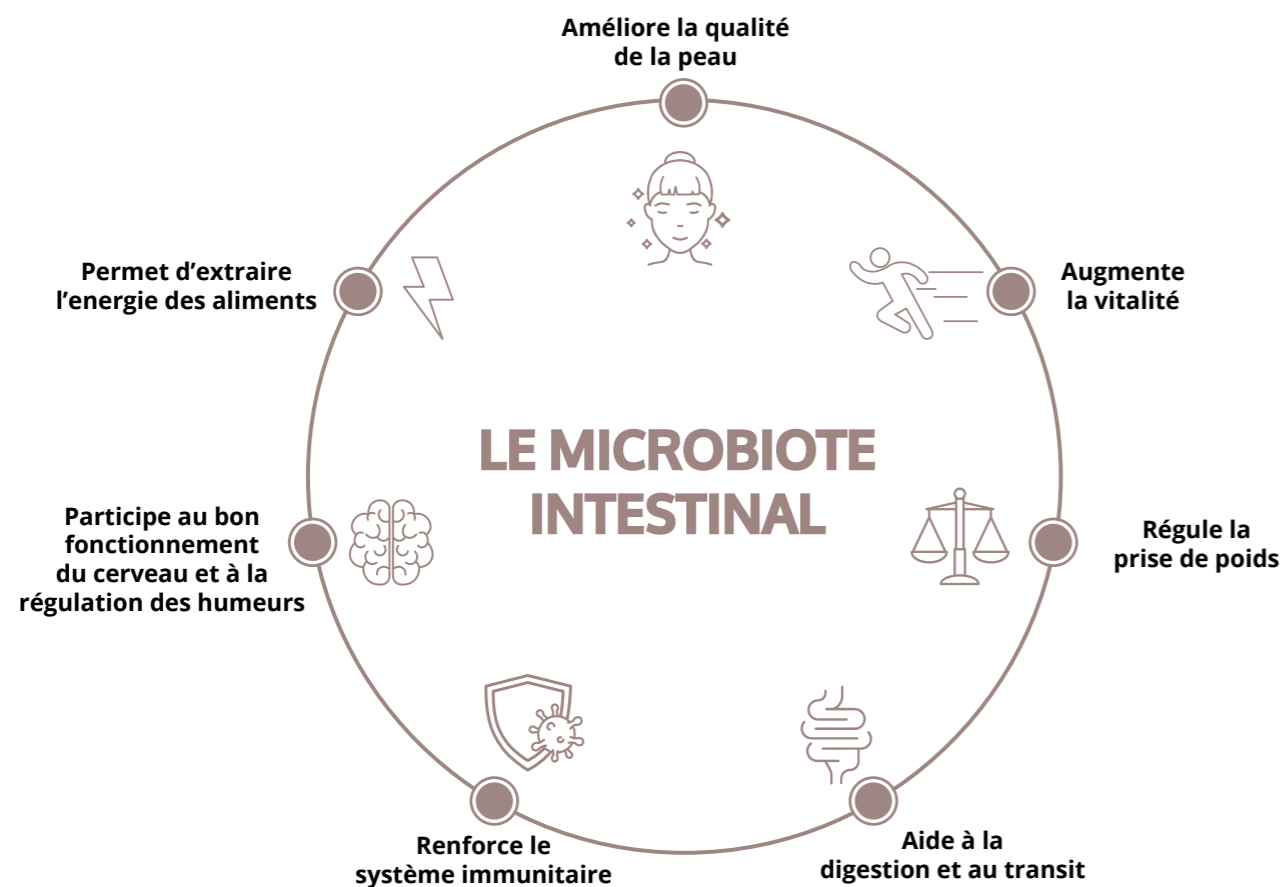 Améliore la qualité
de la peau
Permet d’extraire
l’energie des aliments
Augmente
la vitalité
LE MICROBIOTE
INTESTINAL
Participe au bon
fonctionnement
du cerveau et à la
régulation des humeurs
Régule la
prise de poids
Renforce le
système immunitaire
Aide à la
digestion et au transit